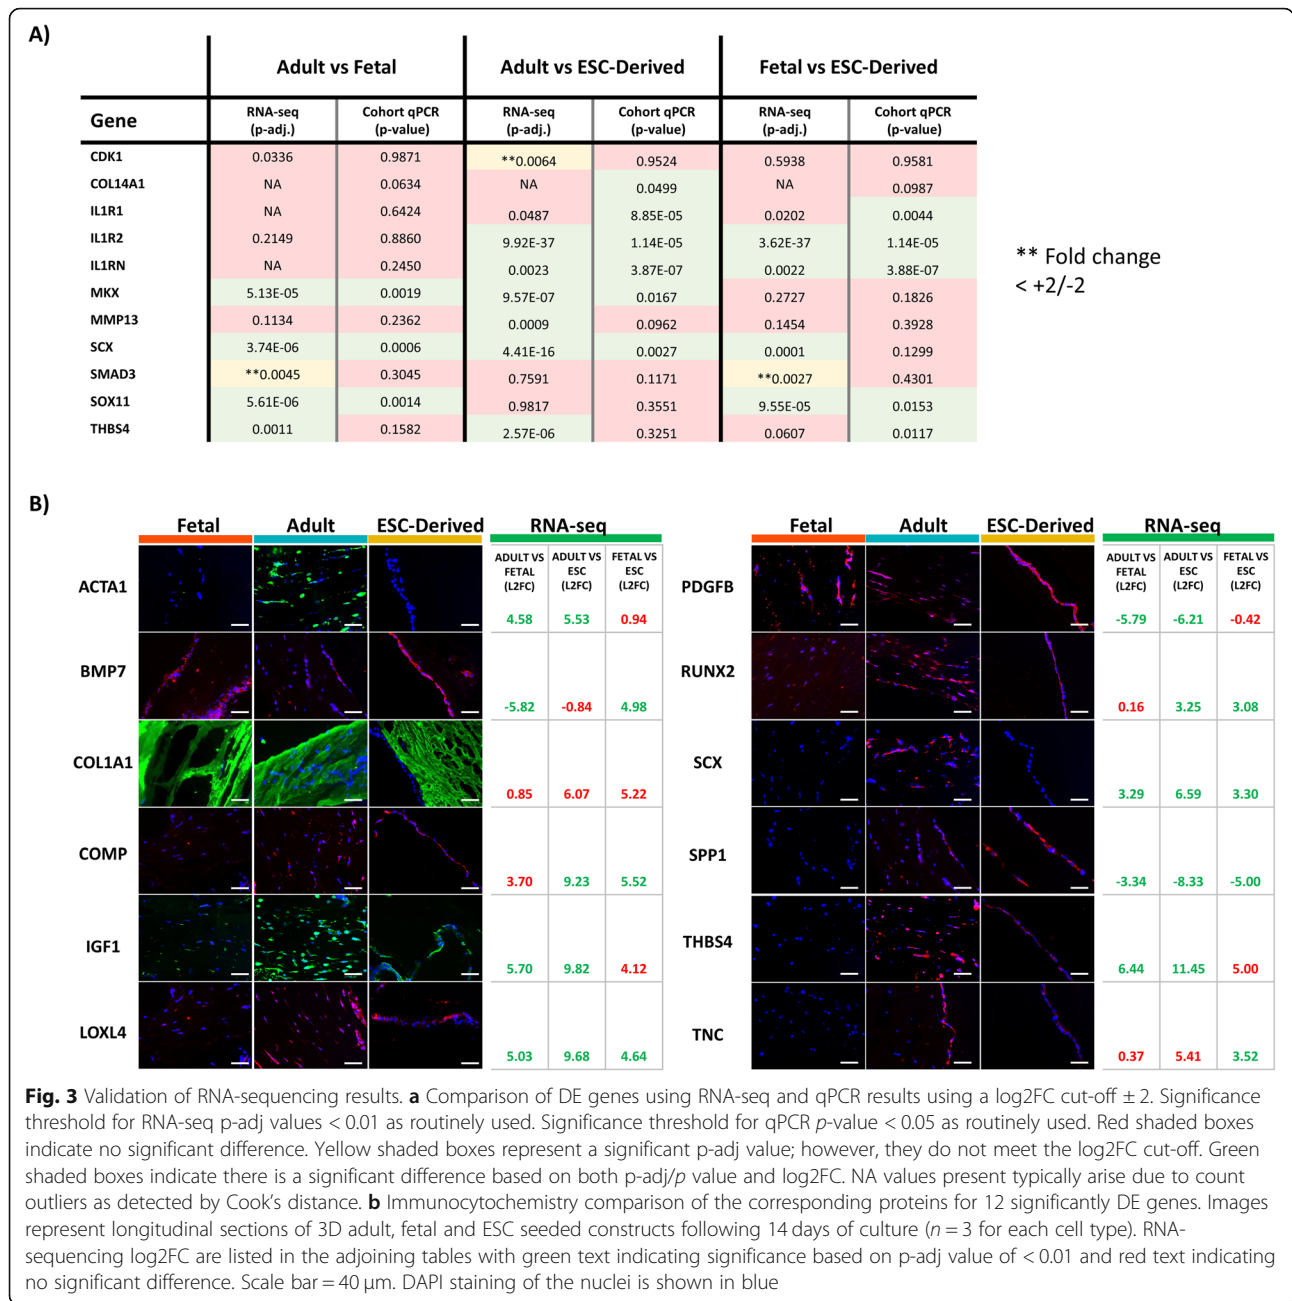 A)
Adult vs Fetal Adult vs ESC-Derived Fetal vs ESC-Derived
Gene RNA-seq (p-adj.) Cohort qPCR (p-value) RNA-seq (p-adj.) Cohort qPCR (p-value) RNA-seq (p-adj.) Cohort qPCR (p-value)
CDK1 0.0336 0.9871 **0.0064 0.9524 0.5938 0.9581
COL14A1 NA 0.0634 NA 0.0499 NA 0.0987
IL1R1 NA 0.6424 0.0487 8.85E-05 0.0202 0.0044
IL1R2 0.2149 0.8860 9.92E-37 1.14E-05 3.62E-37 1.14E-05
IL1RN NA 0.2450 0.0023 3.87E-07 0.0022 3.88E-07
MKX 5.13E-05 0.0019 9.57E-07 0.0167 0.2727 0.1826
MMP13 0.1134 0.2362 0.0009 0.0962 0.1454 0.3928
SCX 3.74E-06 0.0006 4.41E-16 0.0027 0.0001 0.1299
SMAD3 **0.0045 0.3045 0.7591 0.1171 **0.0027 0.4301
SOX11 5.61E-06 0.0014 0.9817 0.3551 9.55E-05 0.0153
THBS4 0.0011 0.1582 2.57E-06 0.3251 0.0607 0.0117
** Fold change
< +2/-2
B)
Fetal Adult ESC-Derived RNA-seq
ADULT VS FETAL (L2FC) ADULT VS ESC (L2FC) FETAL VS ESC (L2FC)
ACTA1 4.58 5.53 0.94
BMP7 -5.82 -0.84 4.98
COL1A1 0.85 6.07 5.22
COMP 3.70 9.23 5.52
IGF1 5.70 9.82 4.12
LOXL4 5.03 9.68 4.64
Fetal Adult ESC-Derived RNA-seq
ADULT VS FETAL (L2FC) ADULT VS ESC (L2FC) FETAL VS ESC (L2FC)
PDGFB -5.79 -6.21 -0.42
RUNX2 0.16 3.25 3.08
SCX 3.29 6.59 3.30
SPP1 -3.34 -8.33 -5.00
THBS4 6.44 11.45 5.00
TNC 0.37 5.41 3.52
Fig. 3 Validation of RNA-sequencing results. a Comparison of DE genes using RNA-seq and qPCR results using a log2FC cut-off ± 2. Significance
threshold for RNA-seq p-adj values < 0.01 as routinely used. Significance threshold for qPCR p-value < 0.05 as routinely used. Red shaded boxes
indicate no significant difference. Yellow shaded boxes represent a significant p-adj value; however, they do not meet the log2FC cut-off. Green
shaded boxes indicate there is a significant difference based on both p-adj/p value and log2FC. NA values present typically arise due to count
outliers as detected by Cook's distance. b Immunocytochemistry comparison of the corresponding proteins for 12 significantly DE genes. Images
represent longitudinal sections of 3D adult, fetal and ESC seeded constructs following 14 days of culture (n = 3 for each cell type). RNA-
sequencing log2FC are listed in the adjoining tables with green text indicating significance based on p-adj value of < 0.01 and red text indicating
no significant difference. Scale bar = 40 μm. DAPI staining of the nuclei is shown in blue